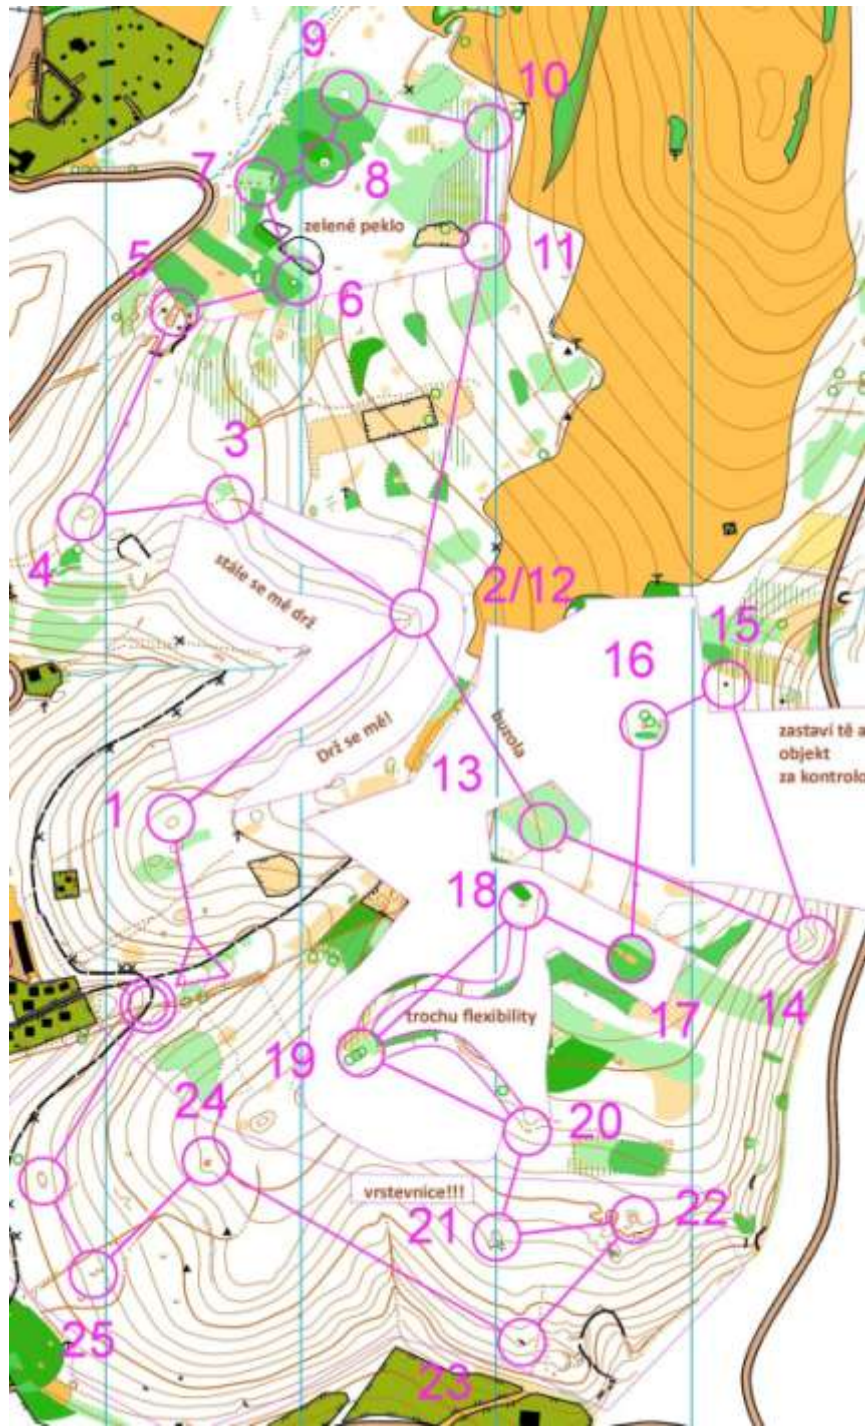 9
10
7
8
zelené peklo
11
5
6
3
4
stále se mě drž
2/12
15
16
buzola
Drž se mě!
zastaví tě a
objekt
za kontrolo
13
1
18
trochu flexibility
17
14
19
24
20
vrstevnice!!!
21
22
25
23